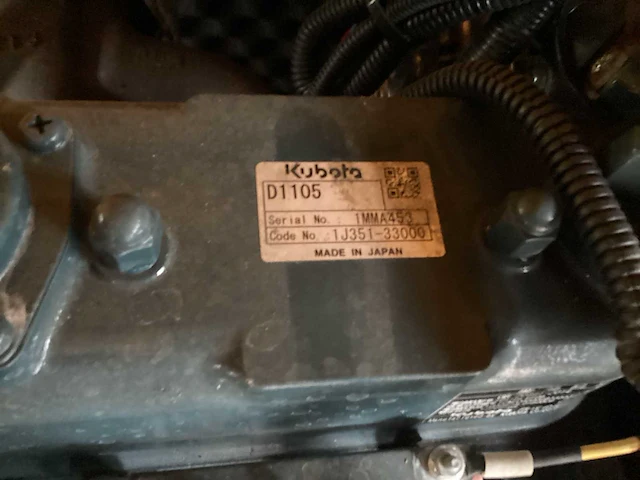 Kubota
D1105
Serial No. : 1MMA453
Code No. : 1J351-33000
MADE IN JAPAN